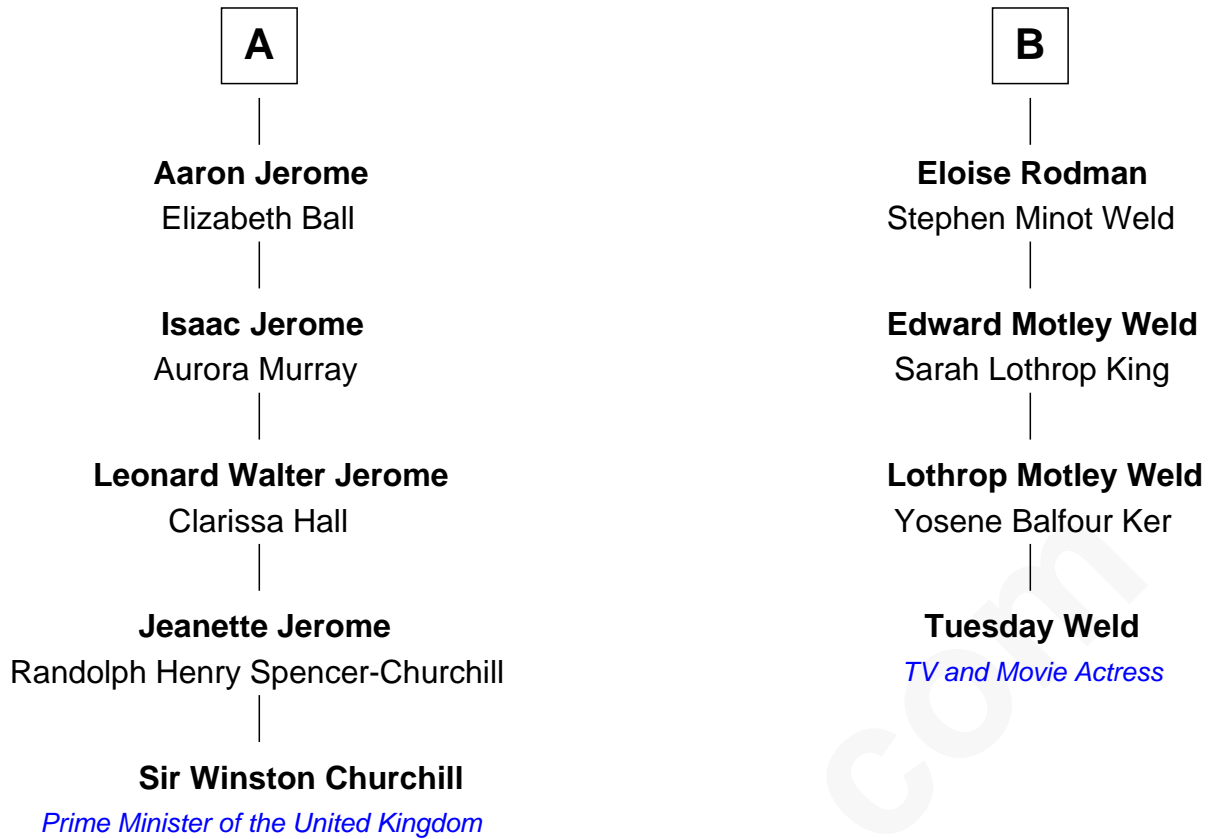 A
Aaron Jerome
Elizabeth Ball
Isaac Jerome
Aurora Murray
Leonard Walter Jerome
Clarissa Hall
Jeanette Jerome
Randolph Henry Spencer-Churchill
Sir Winston Churchill
Prime Minister of the United Kingdom
B
Eloise Rodman
Stephen Minot Weld
Edward Motley Weld
Sarah Lothrop King
Lothrop Motley Weld
Yosene Balfour Ker
Tuesday Weld
TV and Movie Actress
com